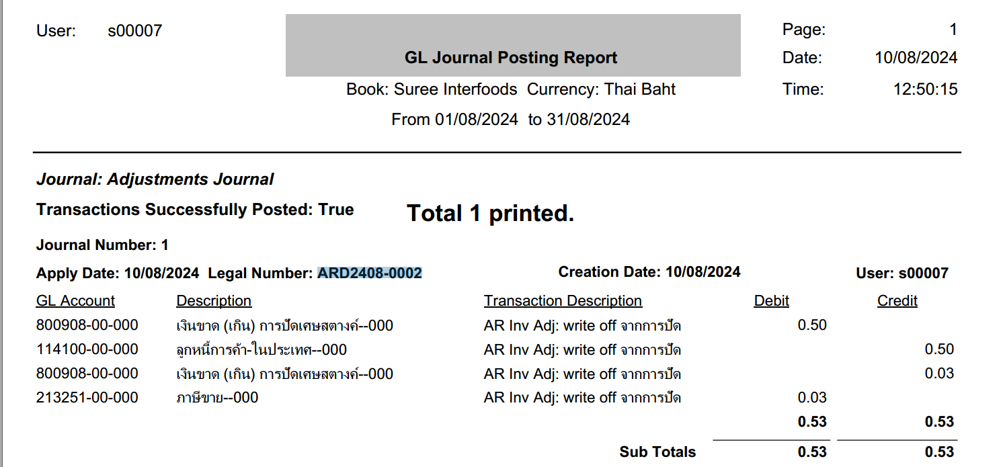 User: s00007
GL Journal Posting Report
Page: 1
Date: 10/08/2024
Book: Suree Interfoods Currency: Thai Baht
Time: 12:50:15
From 01/08/2024 to 31/08/2024
Journal: Adjustments Journal
Transactions Successfully Posted: True
Total 1 printed.
Journal Number: 1
Apply Date: 10/08/2024 Legal Number: ARD2408-0002 Creation Date: 10/08/2024 User: s00007
GL Account Description Transaction Description Debit Credit
800908-00-000 เงินขาด (เกิน) การปัดเศษสตางค์--000 AR Inv Adj: write off จากการปัด 0.50
114100-00-000 ลูกหนี้การค้า-ในประเทศ--000 AR Inv Adj: write off จากการปัด 0.50
800908-00-000 เงินขาด (เกิน) การปัดเศษสตางค์--000 AR Inv Adj: write off จากการปัด 0.03
213251-00-000 ภาษีขาย--000 AR Inv Adj: write off จากการปัด 0.03
0.53 0.53
Sub Totals 0.53 0.53